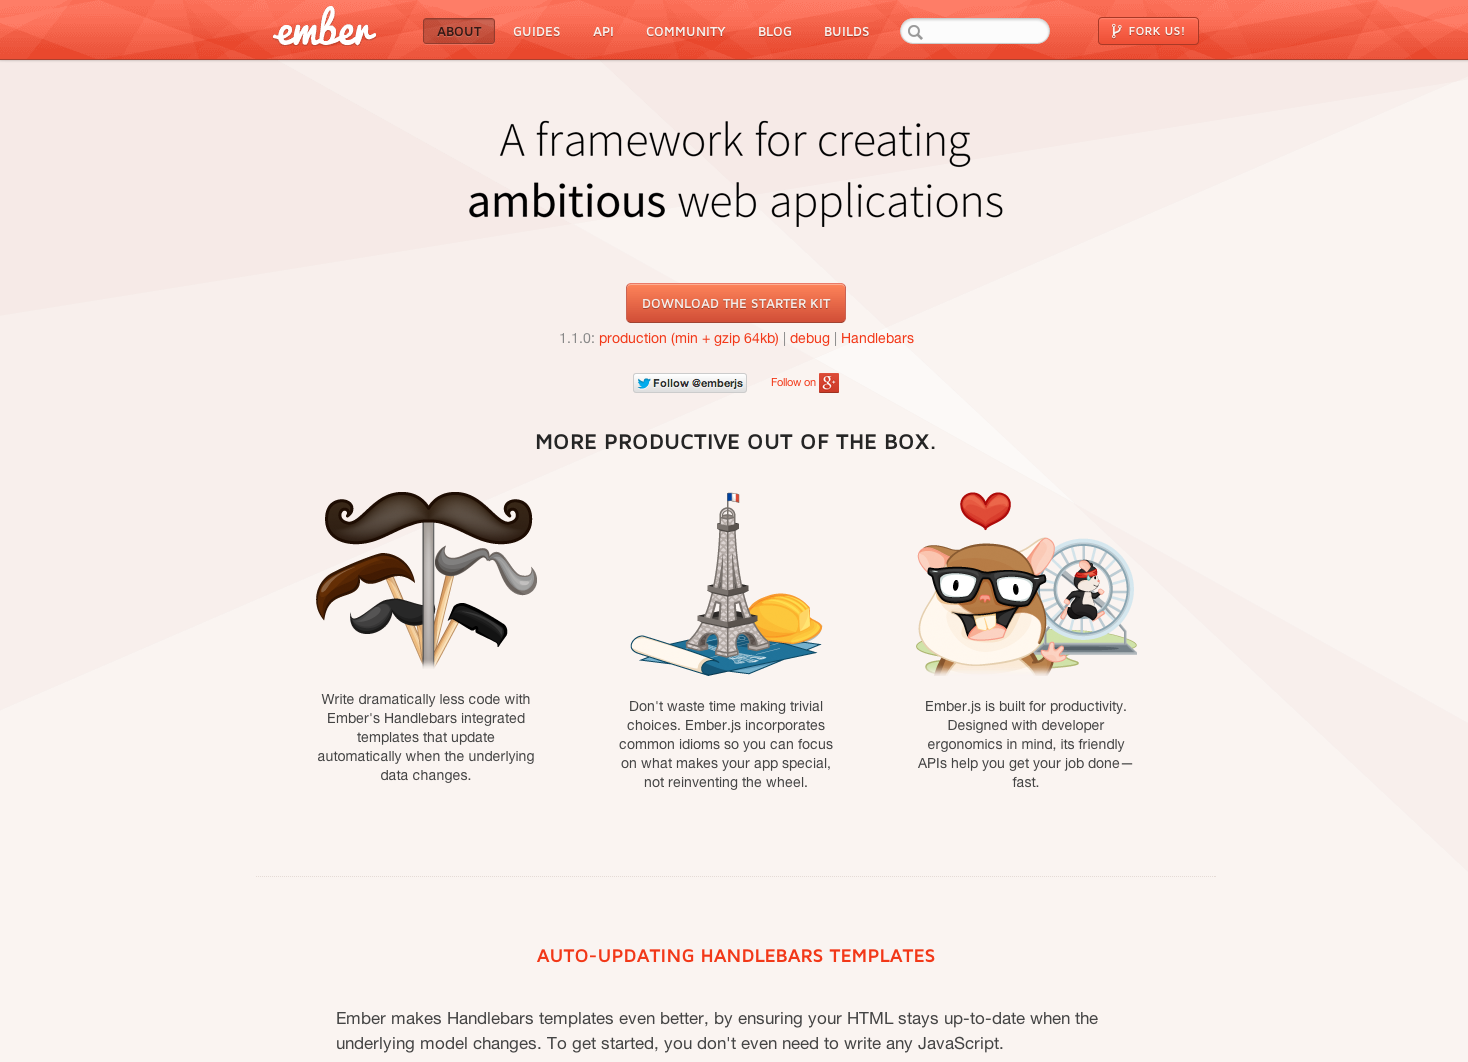 ember
ABOUT GUIDES API COMMUNITY BLOG BUILDS FORK US!
A framework for creating
ambitious web applications
DOWNLOAD THE STARTER KIT
1.1.0: production (min + gzip 64kb) | debug | Handlebars
Follow @emberjs Follow on g+
MORE PRODUCTIVE OUT OF THE BOX.
Write dramatically less code with
Ember's Handlebars integrated
templates that update
automatically when the underlying
data changes.
Don't waste time making trivial
choices. Ember.js incorporates
common idioms so you can focus
on what makes your app special,
not reinventing the wheel.
Ember.js is built for productivity.
Designed with developer
ergonomics in mind, its friendly
APIs help you get your job done—
fast.
AUTO-UPDATING HANDLEBARS TEMPLATES
Ember makes Handlebars templates even better, by ensuring your HTML stays up-to-date when the
underlying model changes. To get started, you don't even need to write any JavaScript.